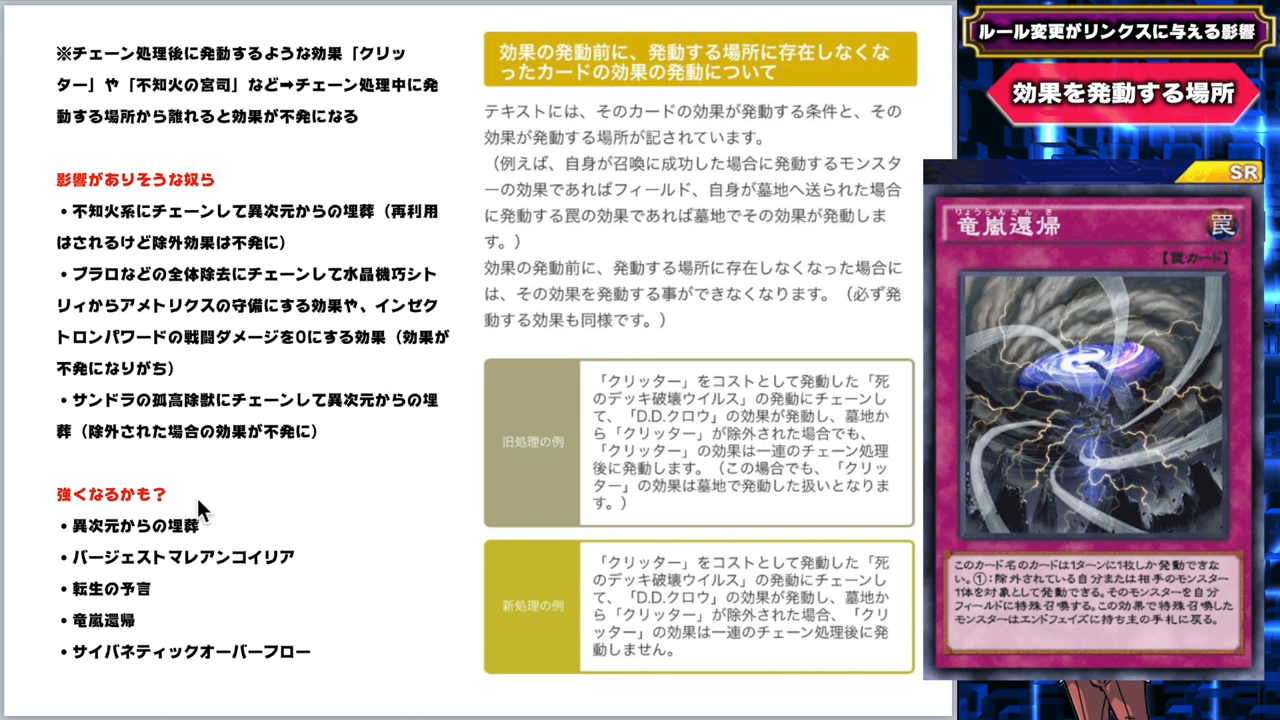 ※チェーン処理後に発動するような効果「クリッ
ター」や「不知火の宮司」など➡チェーン処理中に発
動する場所から離れると効果が不発になる
影響がありそうな奴ら
・不知火系にチェーンして異次元からの埋葬（再利用
はされるけど除外効果は不発に）
・ブラロなどの全体除去にチェーンして水晶機巧シト
リィからアメトリクスの守備にする効果や、インゼク
トロンパワードの戦闘ダメージを0にする効果（効果が
不発になりがち）
・サンドラの孤高除獣にチェーンして異次元からの埋
葬（除外された場合の効果が不発に）
強くなるかも？
・異次元からの埋葬
・バージェストマレアンコイリア
・転生の予言
・竜嵐還帰
・サイバネティックオーバーフロー
効果の発動前に、発動する場所に存在しなくな
ったカードの効果の発動について
テキストには、そのカードの効果が発動する条件と、その
効果が発動する場所が記されています。
（例えば、自身が召喚に成功した場合に発動するモンスタ
ーの効果であればフィールド、自身が墓地へ送られた場合
に発動する罠の効果であれば墓地でその効果が発動しま
す。）
効果の発動前に、発動する場所に存在しなくなった場合に
は、その効果を発動する事ができなくなります。（必ず発
動する効果も同様です。）
旧処理の例
「クリッター」をコストとして発動した「死
のデッキ破壊ウイルス」の発動にチェーンし
て、「D.D.クロウ」の効果が発動し、墓地か
ら「クリッター」が除外された場合でも、
「クリッター」の効果は一連のチェーン処理
後に発動します。（この場合でも、「クリッ
ター」の効果は墓地で発動した扱いとなりま
す。）
新処理の例
「クリッター」をコストとして発動した「死
のデッキ破壊ウイルス」の発動にチェーンし
て、「D.D.クロウ」の効果が発動し、墓地か
ら「クリッター」が除外された場合、「クリ
ッター」の効果は一連のチェーン処理後に発
動しません。
ルール変更がリンクスに与える影響
効果を発動する場所
SR
りょうらんかんき
竜嵐還帰
罠
【罠カード】
このカード名のカードは1ターンに1枚しか発動できな
い。①：除外されている自分または相手のモンスター
1体を対象として発動できる。そのモンスターを自分
フィールドに特殊召喚する。この効果で特殊召喚した
モンスターはエンドフェイズに持ち主の手札に戻る。